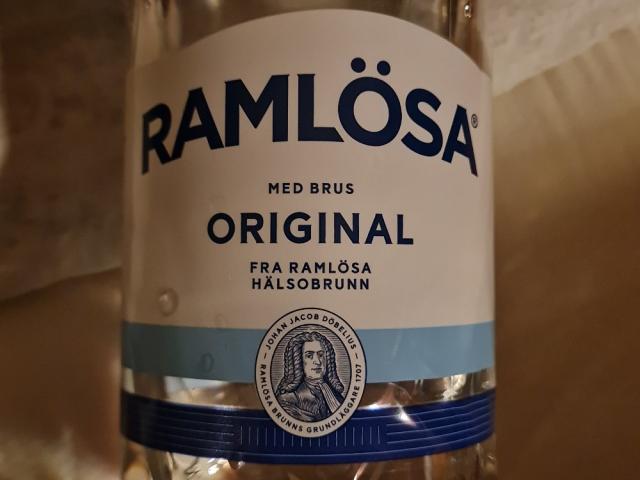 RAMLÖSA®
MED BRUS
ORIGINAL
FRA RAMLÖSA
HÄLSOBRUNN
JOHAN JACOB DÖBELIUS
RAMLÖSA BRUNNS GRUNDLÄGGARE 1707